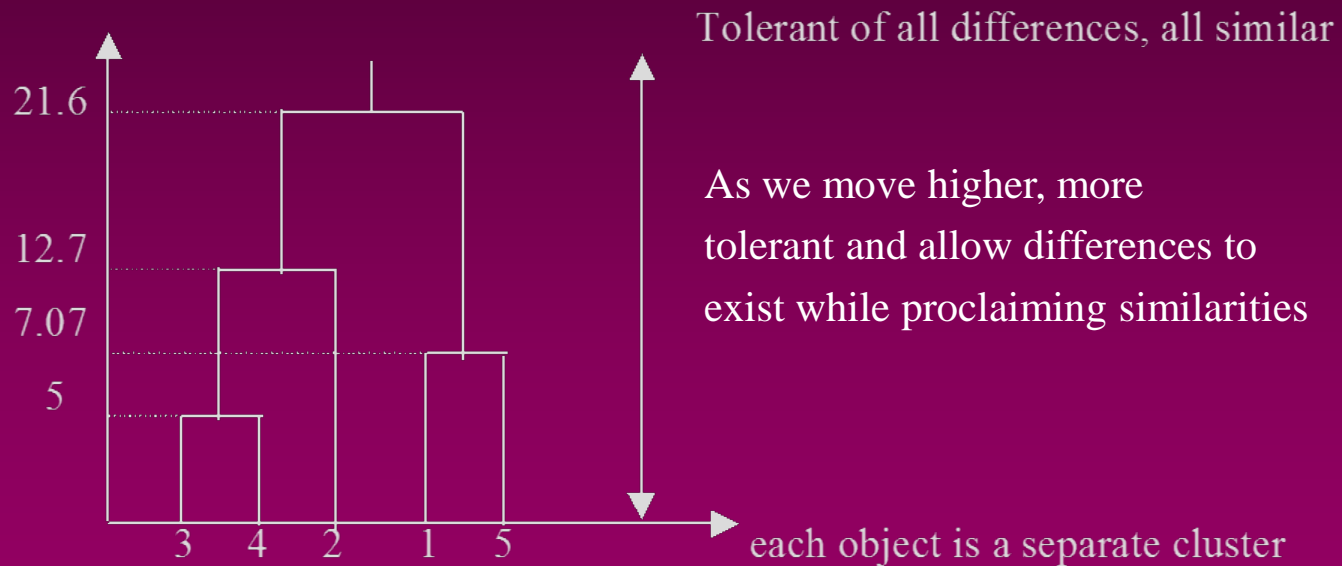 Tolerant of all differences, all similar
21.6
As we move higher, more
tolerant and allow differences to
exist while proclaiming similarities
12.7
7.07
5
3 4 2 1 5
each object is a separate cluster